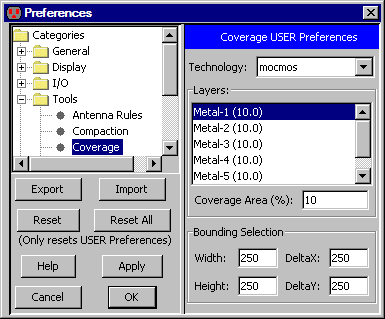 Preferences
Categories
General
Display
I/O
Tools
Antenna Rules
Compaction
Coverage
Export
Import
Reset
Reset All
(Only resets USER Preferences)
Help
Apply
Cancel
OK
Coverage USER Preferences
Technology: mocmos
Layers:
Metal-1 (10.0)
Metal-2 (10.0)
Metal-3 (10.0)
Metal-4 (10.0)
Metal-5 (10.0)
Coverage Area (%): 10
Bounding Selection
Width: 250 DeltaX: 250
Height: 250 DeltaY: 250